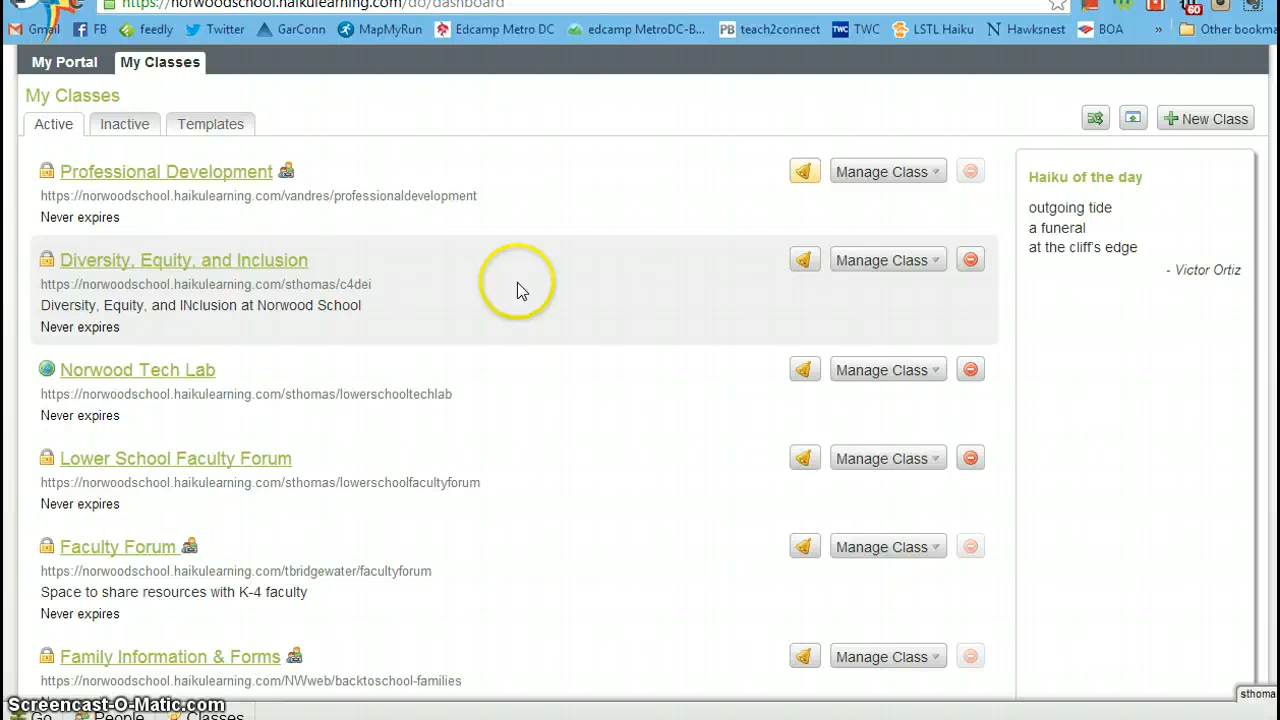 https://norwoodschool.haikulearning.com/do/dashboard
Gmail FB feedly Twitter GarConn MapMyRun Edcamp Metro DC edcamp MetroDC-B... PB teach2connect TWC TWC LSTL Haiku N Hawksnest BOA » Other bookma
60
My Portal My Classes
My Classes
Active Inactive Templates
New Class
Professional Development
Manage Class
https://norwoodschool.haikulearning.com/vandres/professionaldevelopment
Never expires
Diversity, Equity, and Inclusion
Manage Class
https://norwoodschool.haikulearning.com/sthomas/c4dei
Diversity, Equity, and INclusion at Norwood School
Never expires
Norwood Tech Lab
Manage Class
https://norwoodschool.haikulearning.com/sthomas/lowerschooltechlab
Never expires
Lower School Faculty Forum
Manage Class
https://norwoodschool.haikulearning.com/sthomas/lowerschoolfacultyforum
Never expires
Faculty Forum
Manage Class
https://norwoodschool.haikulearning.com/tbridgewater/facultyforum
Space to share resources with K-4 faculty
Never expires
Family Information & Forms
Manage Class
https://norwoodschool.haikulearning.com/NWweb/backtoschool-families
Haiku of the day
outgoing tide
a funeral
at the cliff's edge
- Victor Ortiz
sthoma
Screencast-O-Matic.com
Go People Classes